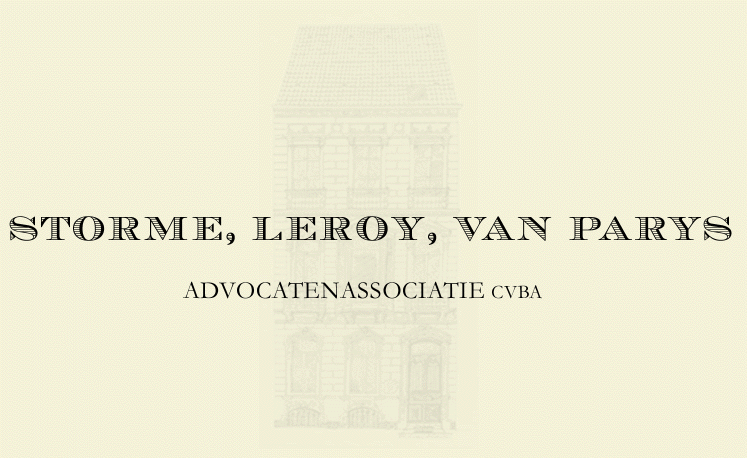 STORME, LEROY, VAN PARYS
ADVOCATENASSOCIATIE CVBA